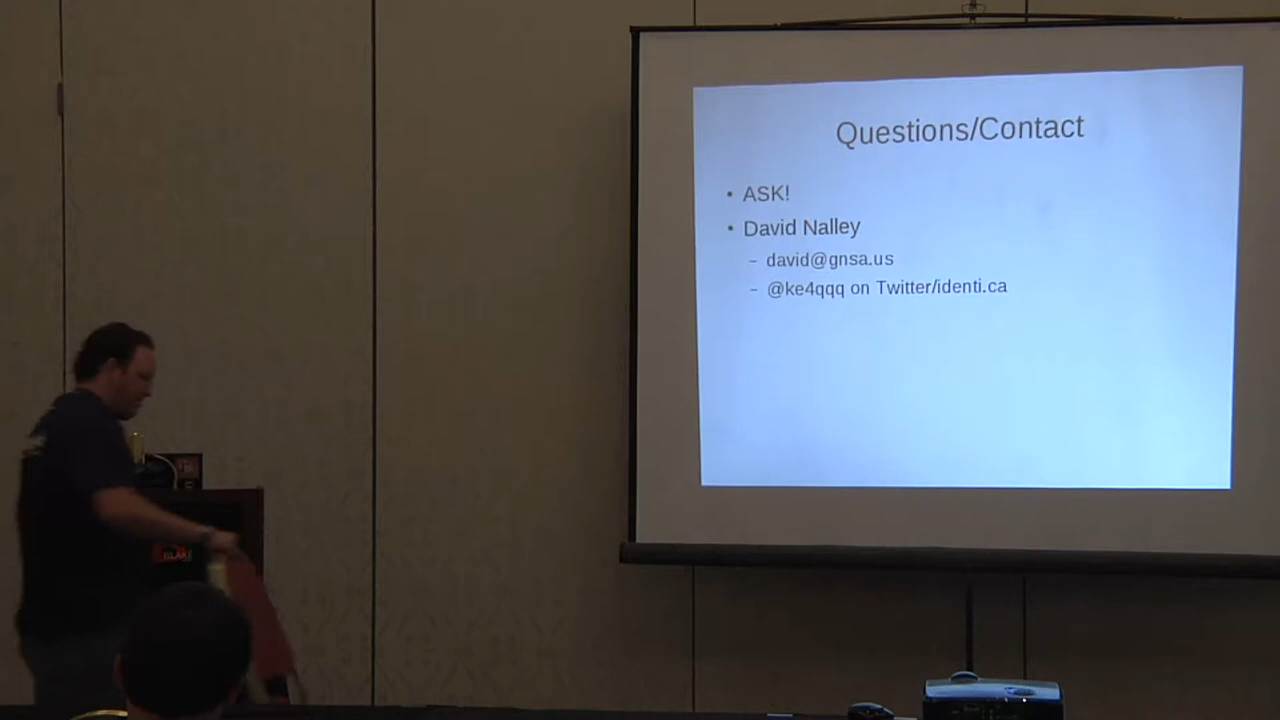 Questions/Contact
• ASK!
• David Nalley
– david@gnsa.us
– @ke4qqq on Twitter/identi.ca